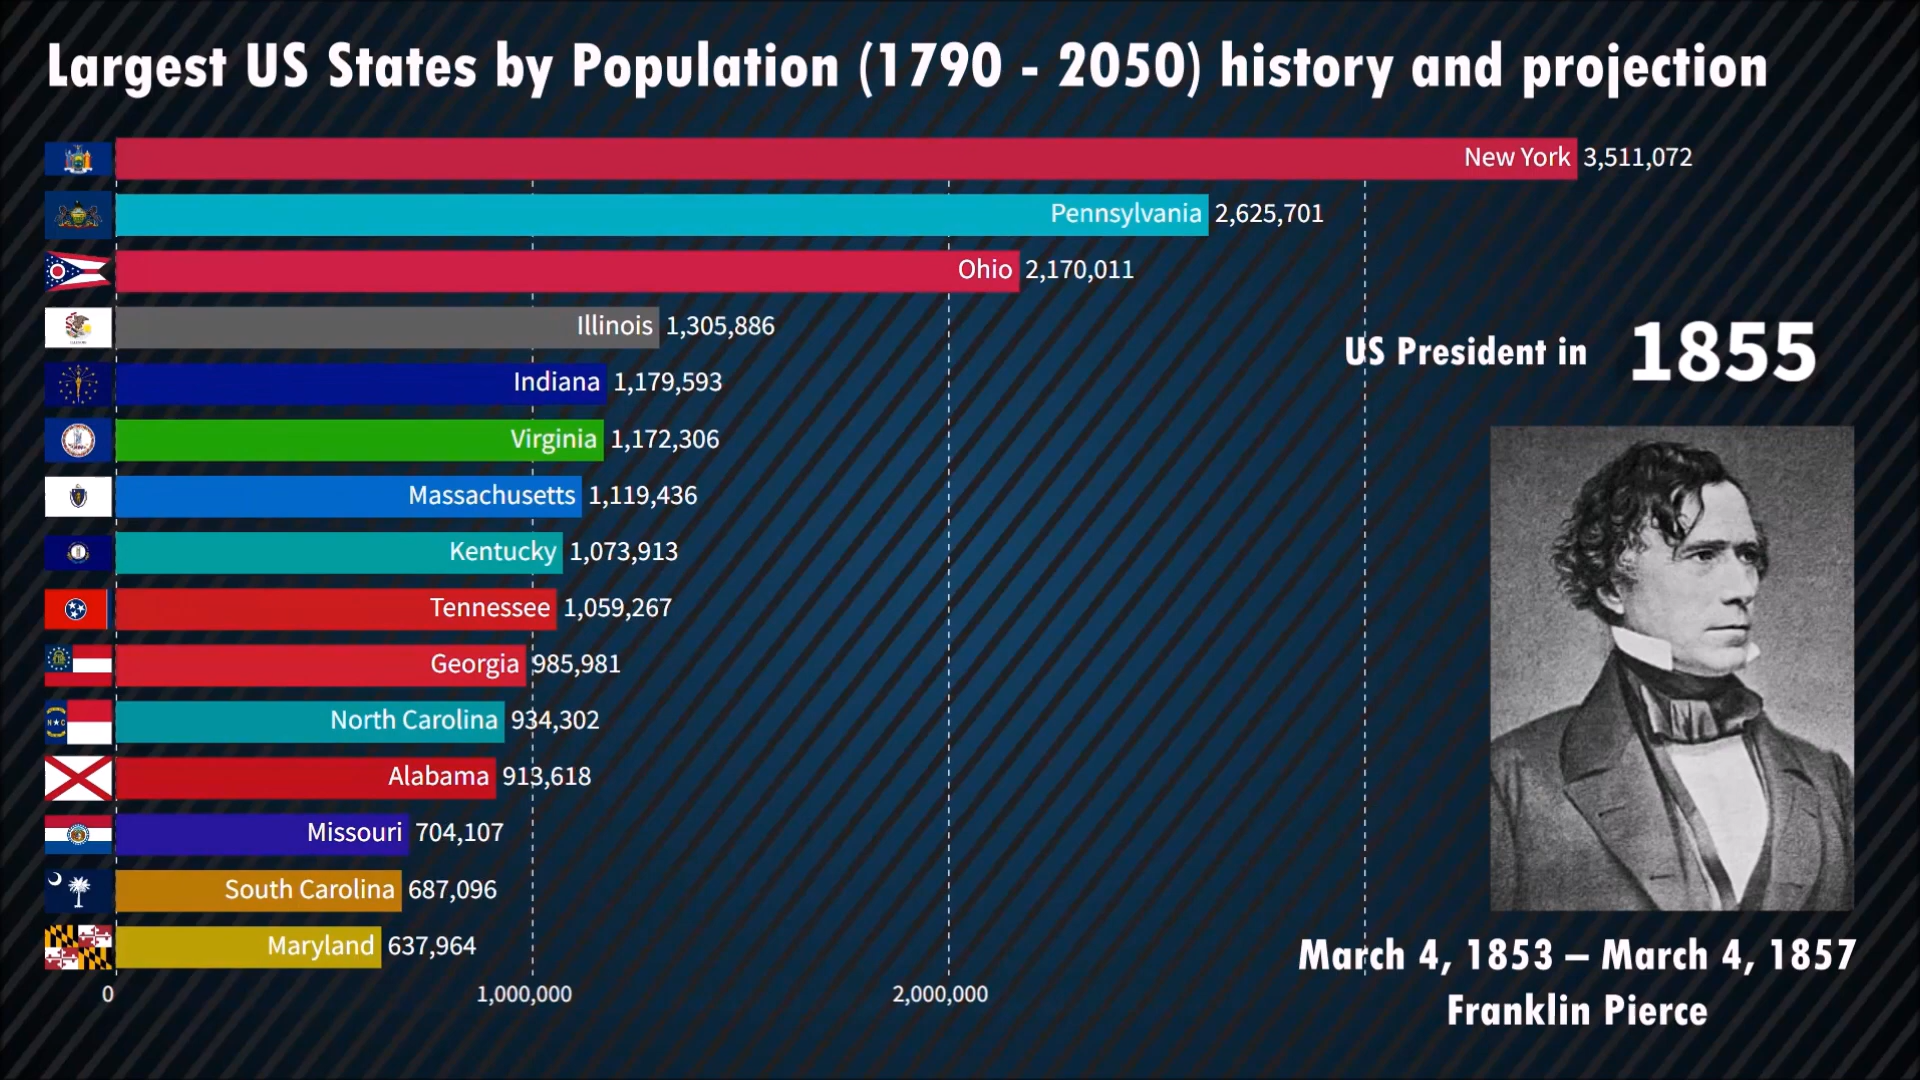 Largest US States by Population (1790 - 2050) history and projection
New York 3,511,072
Pennsylvania 2,625,701
Ohio 2,170,011
Illinois 1,305,886
US President in 1855
Indiana 1,179,593
Virginia 1,172,306
Massachusetts 1,119,436
Kentucky 1,073,913
Tennessee 1,059,267
Georgia 985,981
North Carolina 934,302
Alabama 913,618
Missouri 704,107
South Carolina 687,096
Maryland 637,964
0 1,000,000 2,000,000
March 4, 1853 – March 4, 1857
Franklin Pierce